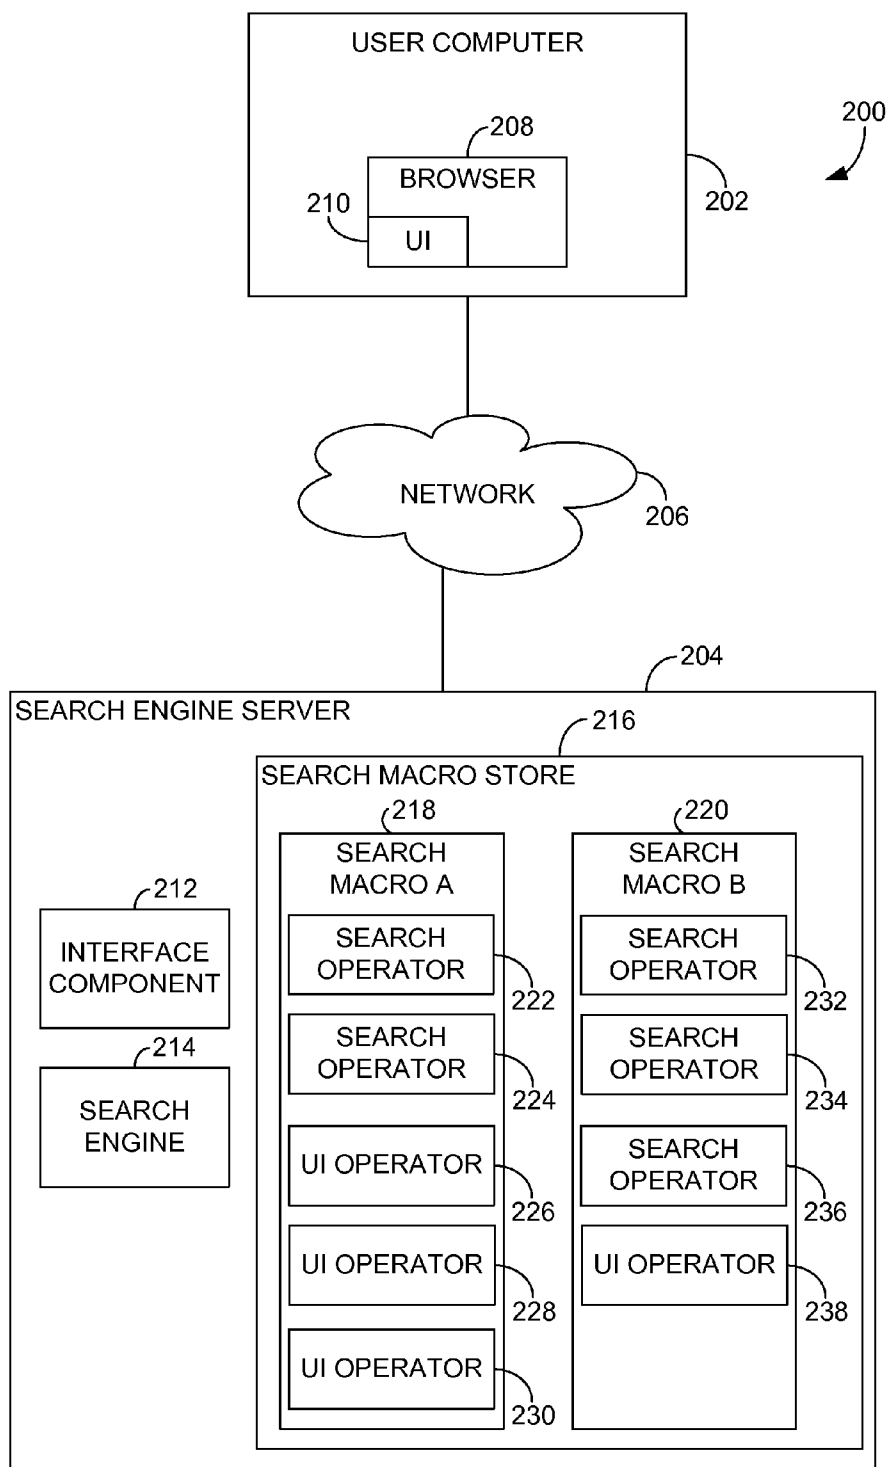 USER COMPUTER
200
208
BROWSER
202
210
UI
NETWORK
206
204
SEARCH ENGINE SERVER
216
SEARCH MACRO STORE
218
SEARCH
MACRO A
220
SEARCH
MACRO B
212
INTERFACE
COMPONENT
214
SEARCH
ENGINE
SEARCH
OPERATOR
222
SEARCH
OPERATOR
224
UI OPERATOR
226
UI OPERATOR
228
UI OPERATOR
230
SEARCH
OPERATOR
232
SEARCH
OPERATOR
234
SEARCH
OPERATOR
236
UI OPERATOR
238